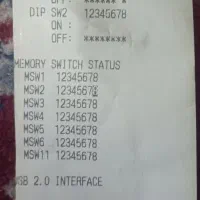 OFF: ******* *
DIP SW2 12345678
ON :
OFF: ********
MEMORY SWITCH STATUS
MSW1 12345678
MSW2 12345678
MSW3 12345678
MSW4 12345678
MSW5 12345678
MSW6 12345678
MSW11 12345678
USB 2.0 INTERFACE